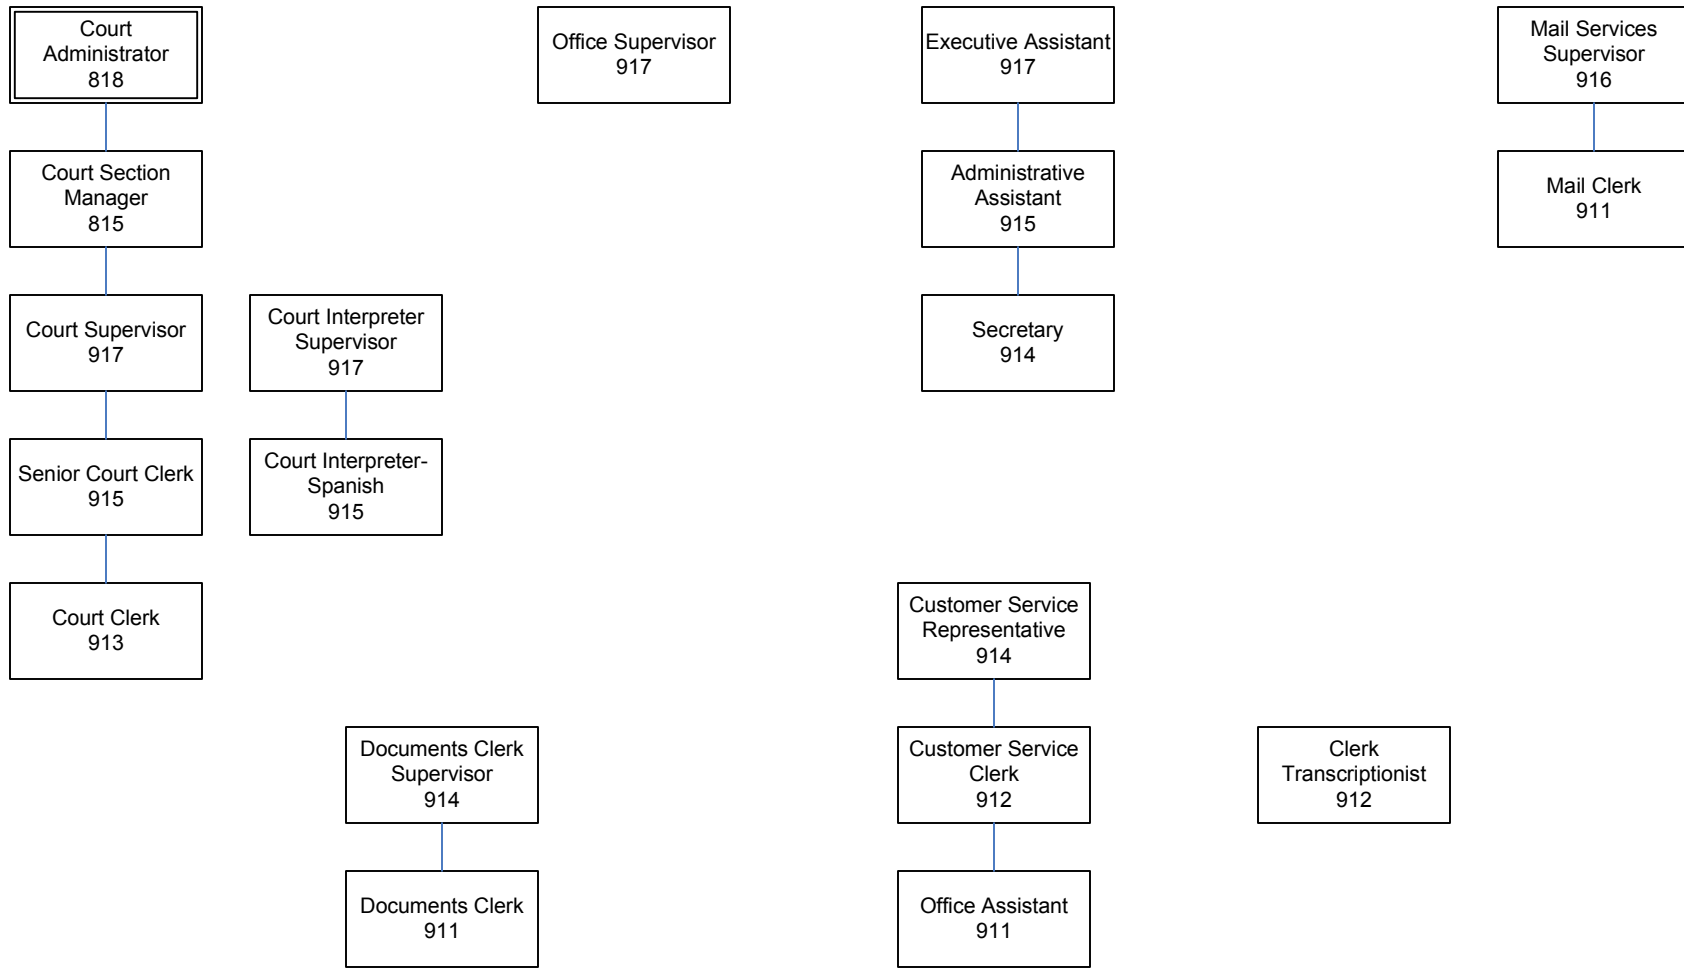 Court
Administrator
818
Office Supervisor
917
Executive Assistant
917
Mail Services
Supervisor
916
Court Section
Manager
815
Administrative
Assistant
915
Mail Clerk
911
Court Supervisor
917
Court Interpreter
Supervisor
917
Secretary
914
Senior Court Clerk
915
Court Interpreter-
Spanish
915
Court Clerk
913
Customer Service
Representative
914
Documents Clerk
Supervisor
914
Customer Service
Clerk
912
Clerk
Transcriptionist
912
Documents Clerk
911
Office Assistant
911